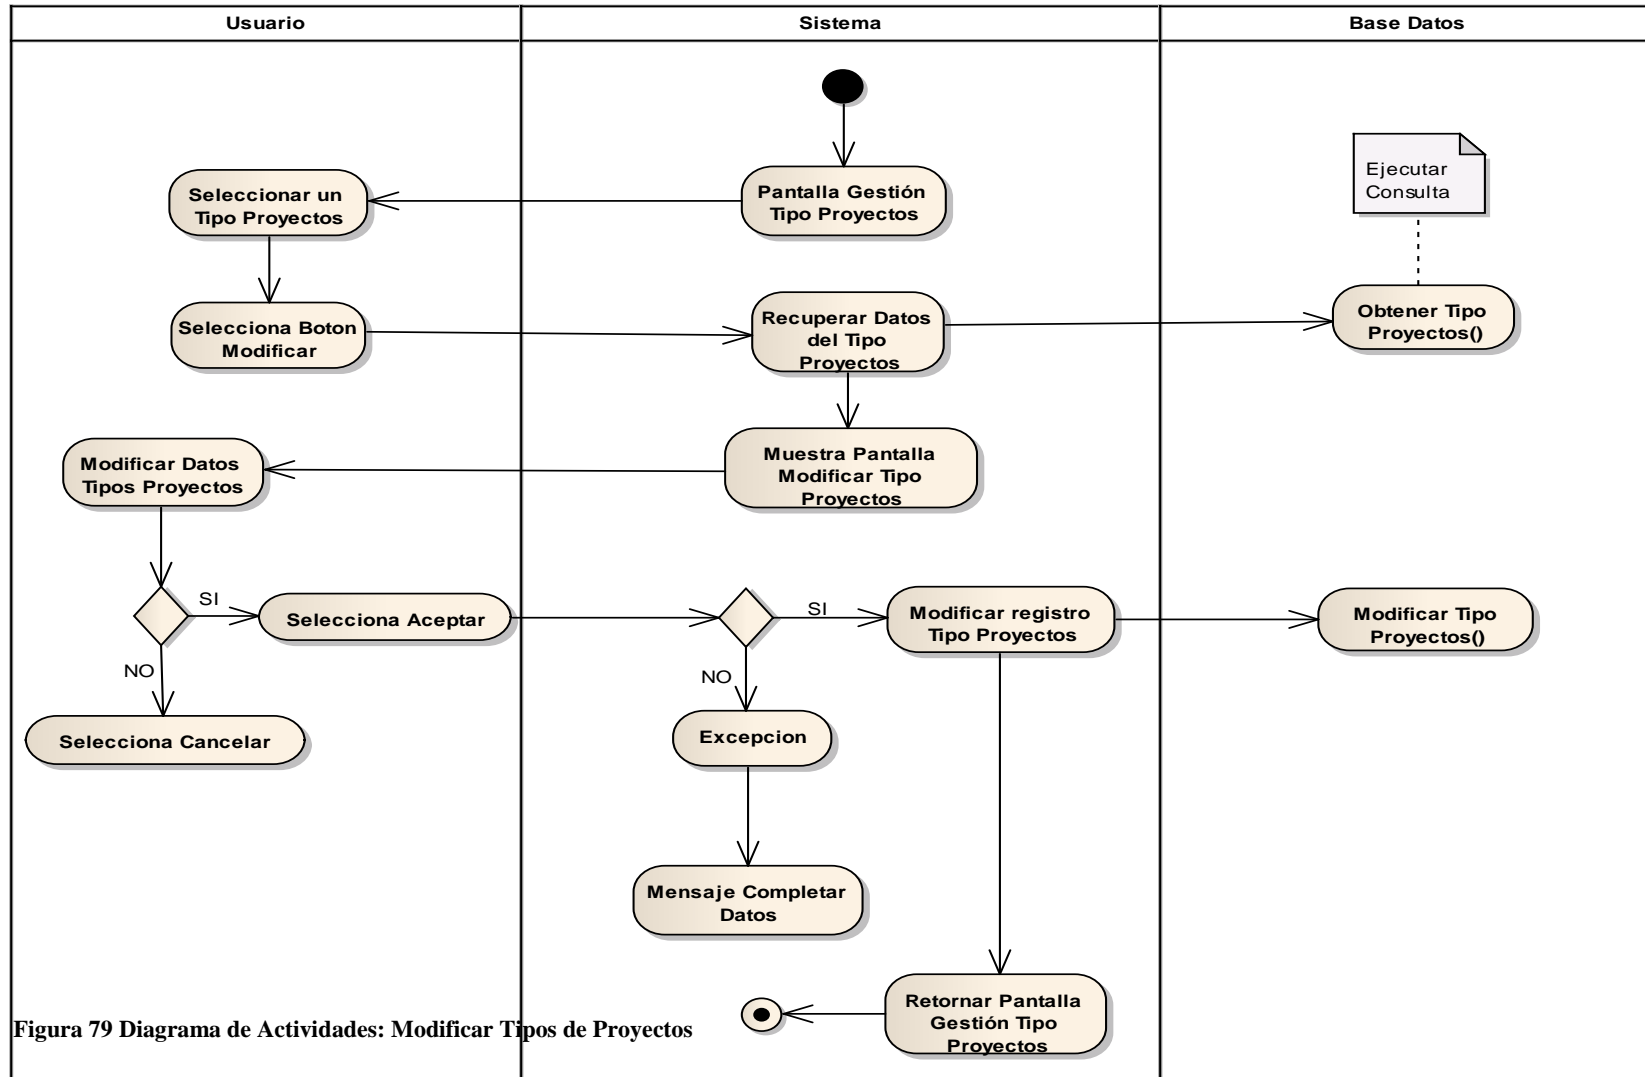 Usuario
Sistema
Base Datos
Ejecutar
Consulta
Seleccionar un
Tipo Proyectos
Pantalla Gestión
Tipo Proyectos
Selecciona Boton
Modificar
Recuperar Datos
del Tipo
Proyectos
Obtener Tipo
Proyectos()
Modificar Datos
Tipos Proyectos
Muestra Pantalla
Modificar Tipo
Proyectos
SI
Selecciona Aceptar
SI
Modificar registro
Tipo Proyectos
Modificar Tipo
Proyectos()
NO
NO
Selecciona Cancelar
Excepcion
Mensaje Completar
Datos
Retornar Pantalla
Gestión Tipo
Proyectos
Figura 79 Diagrama de Actividades: Modificar Tipos de Proyectos